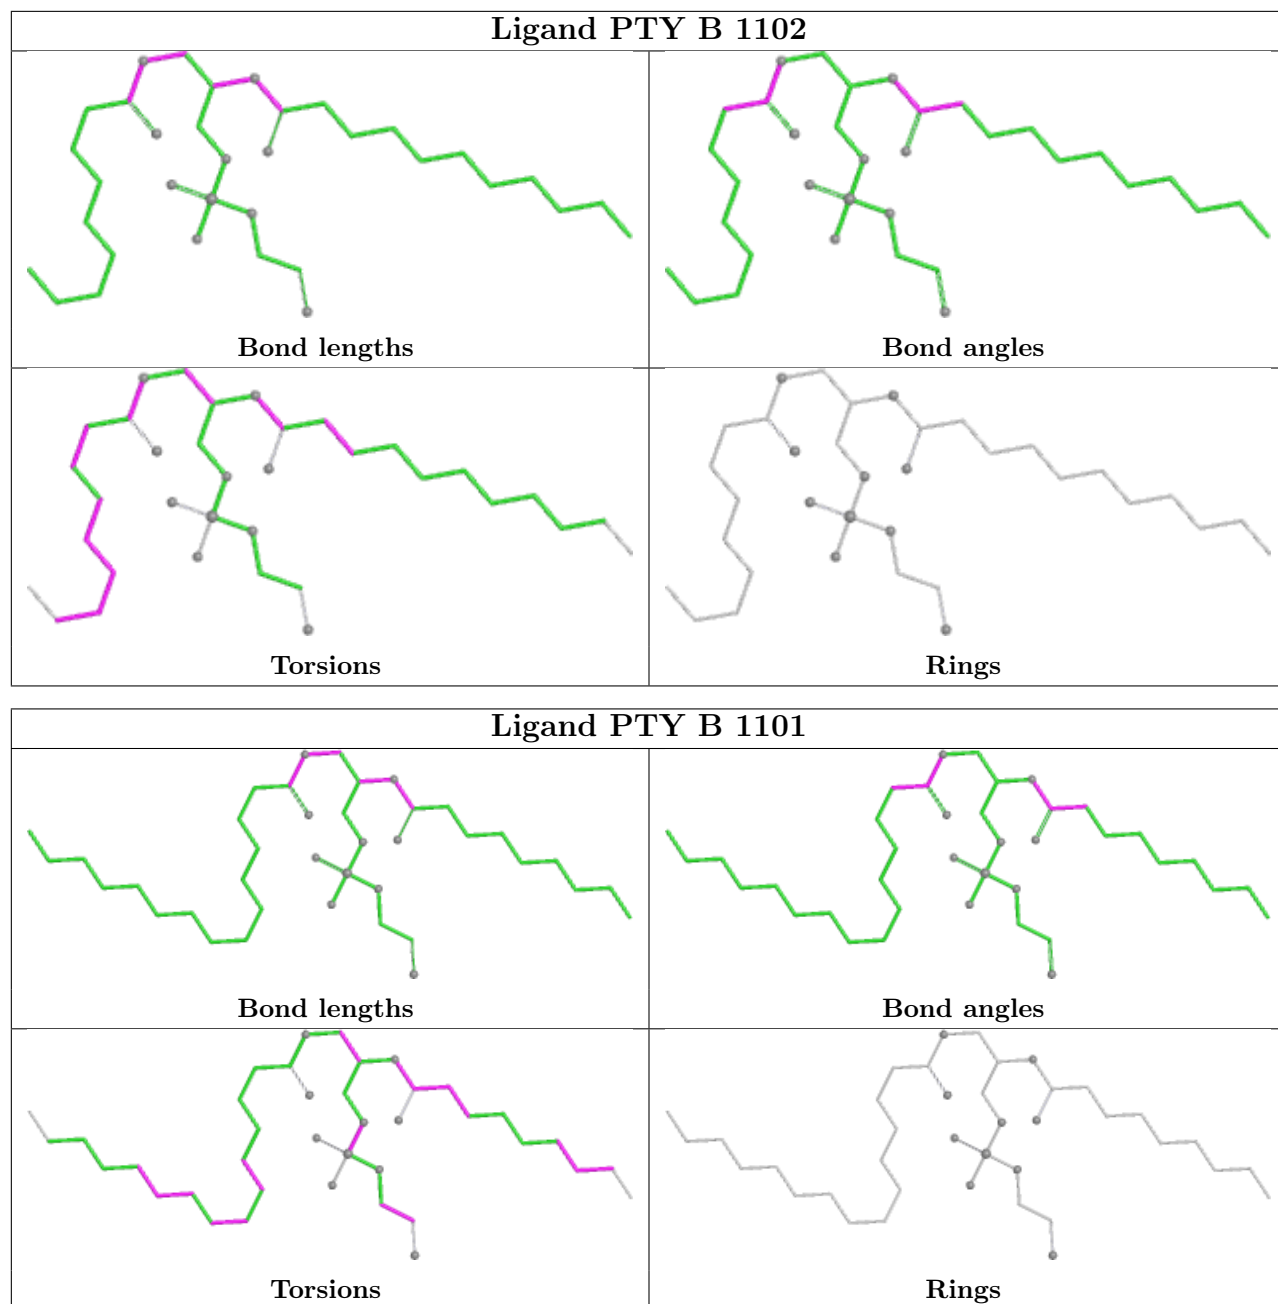 Ligand PTY B 1102
Bond lengths
Bond angles
Torsions
Rings
Ligand PTY B 1101
Bond lengths
Bond angles
Torsions
Rings